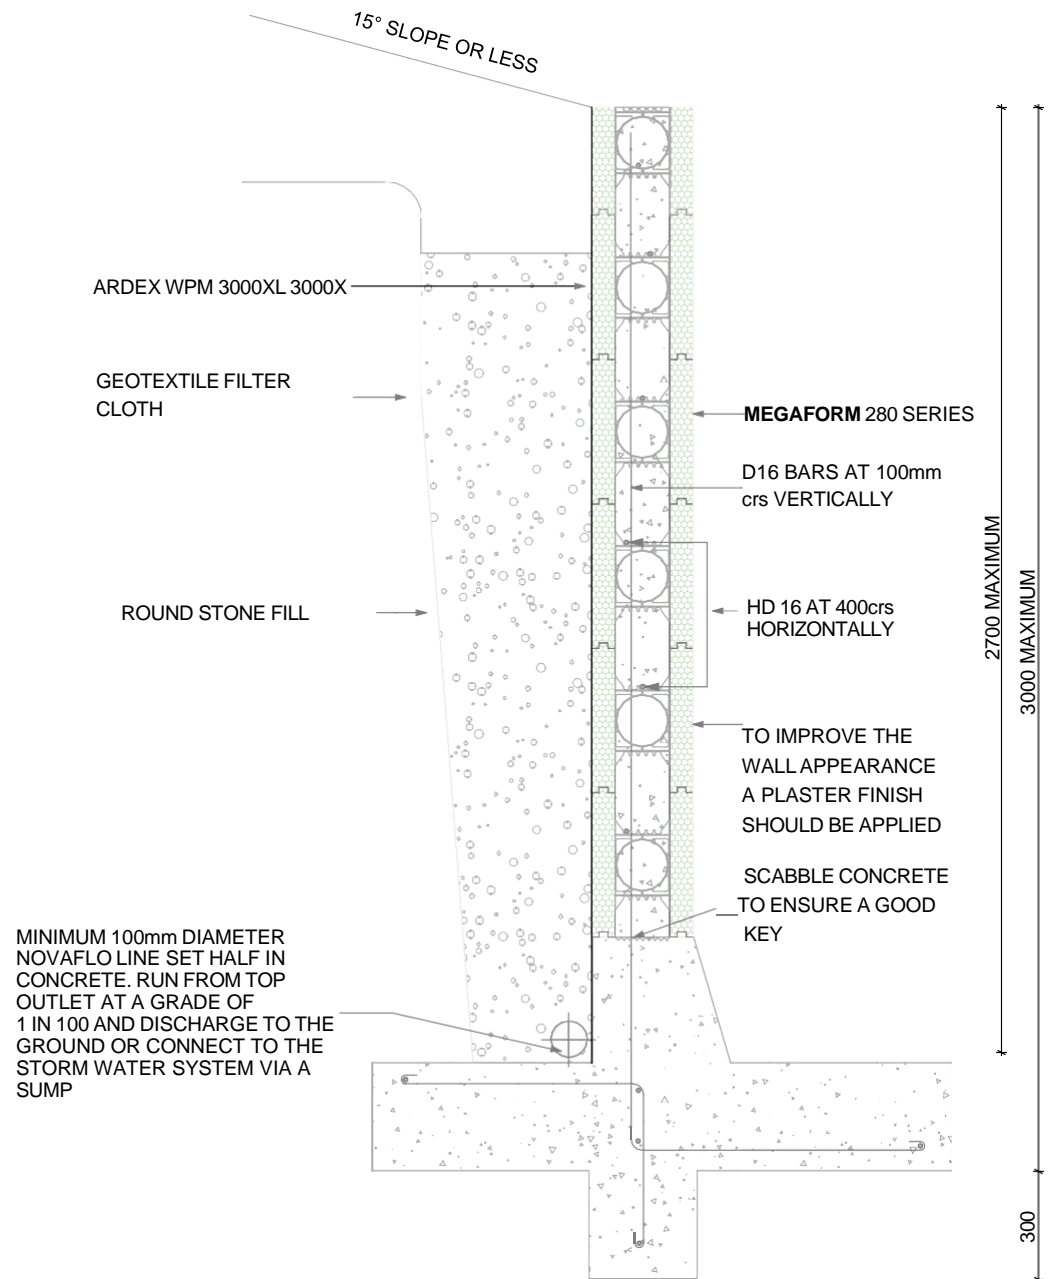 15° SLOPE OR LESS
ARDEX WPM 3000XL 3000X
GEOTEXTILE FILTER
CLOTH
MEGAFORM 280 SERIES
D16 BARS AT 100mm
crs VERTICALLY
ROUND STONE FILL
HD 16 AT 400crs
HORIZONTALLY
2700 MAXIMUM
3000 MAXIMUM
TO IMPROVE THE
WALL APPEARANCE
A PLASTER FINISH
SHOULD BE APPLIED
SCABBLE CONCRETE
TO ENSURE A GOOD
KEY
MINIMUM 100mm DIAMETER
NOVAFLO LINE SET HALF IN
CONCRETE. RUN FROM TOP
OUTLET AT A GRADE OF
1 IN 100 AND DISCHARGE TO THE
GROUND OR CONNECT TO THE
STORM WATER SYSTEM VIA A
SUMP
300